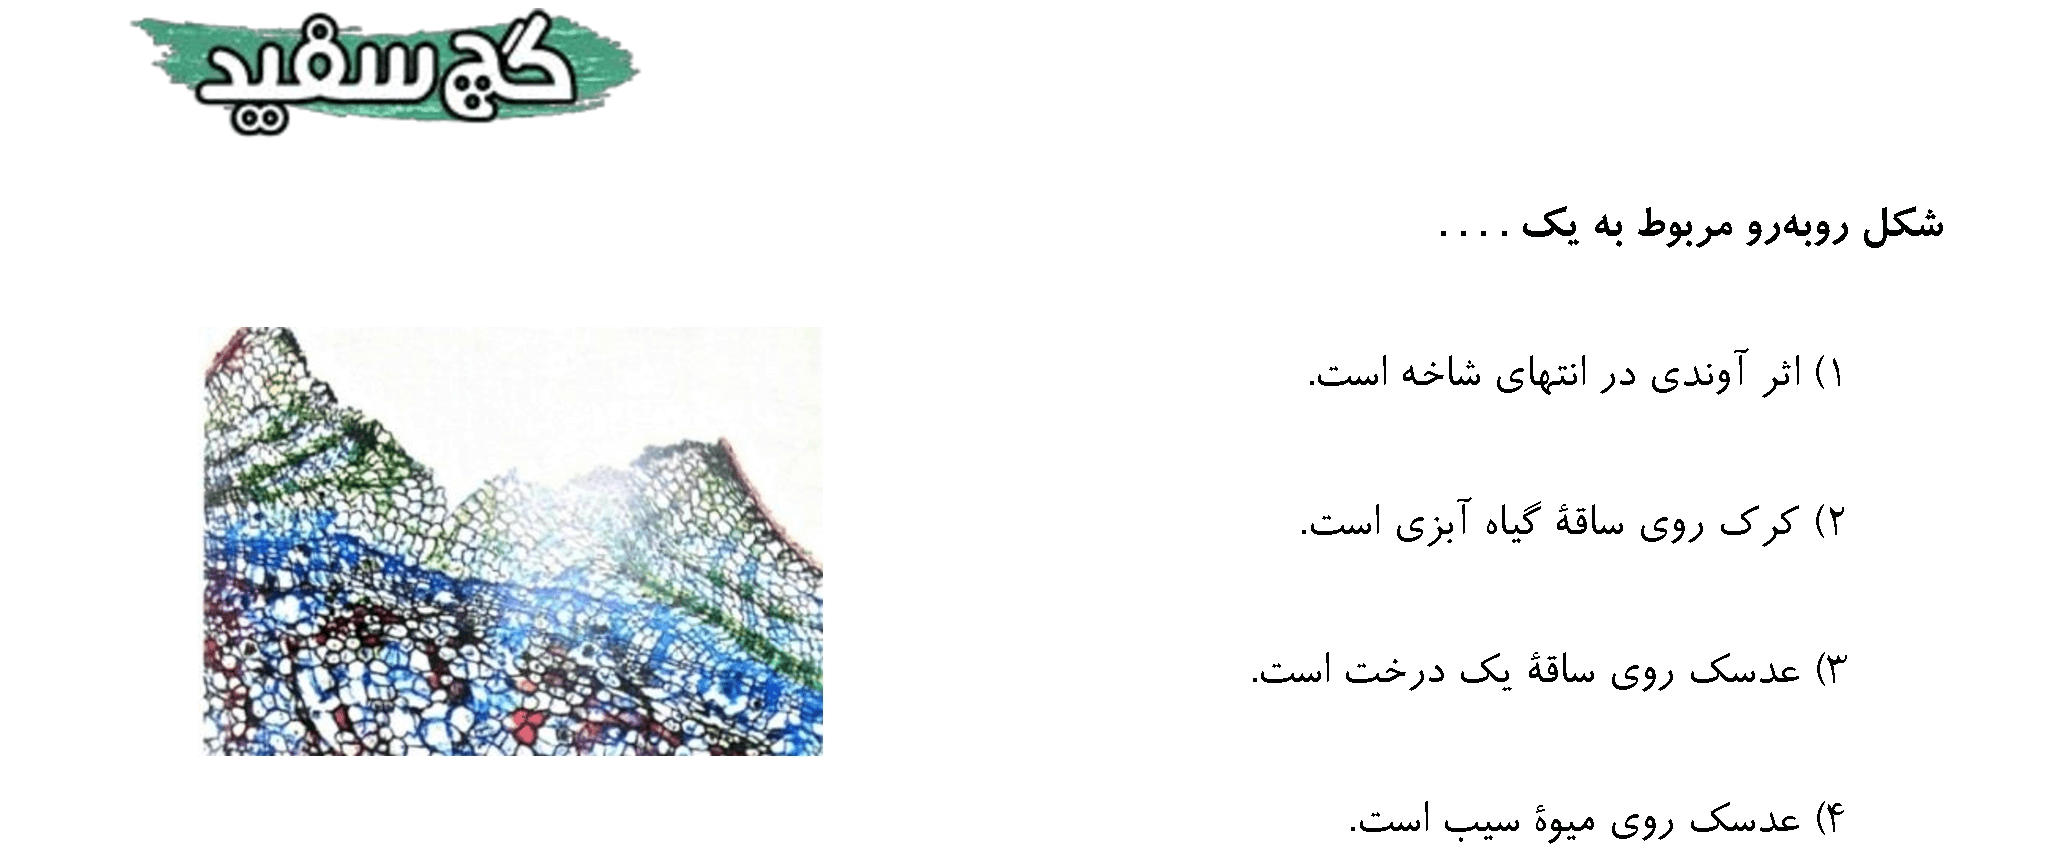 گچ سفید
شکل روبه‌رو مربوط به یک . . . .
۱) اثر آوندی در انتهای شاخه است.
۲) کرک روی ساقهٔ گیاه آبزی است.
۳) عدسک روی ساقهٔ یک درخت است.
۴) عدسک روی میوهٔ سیب است.